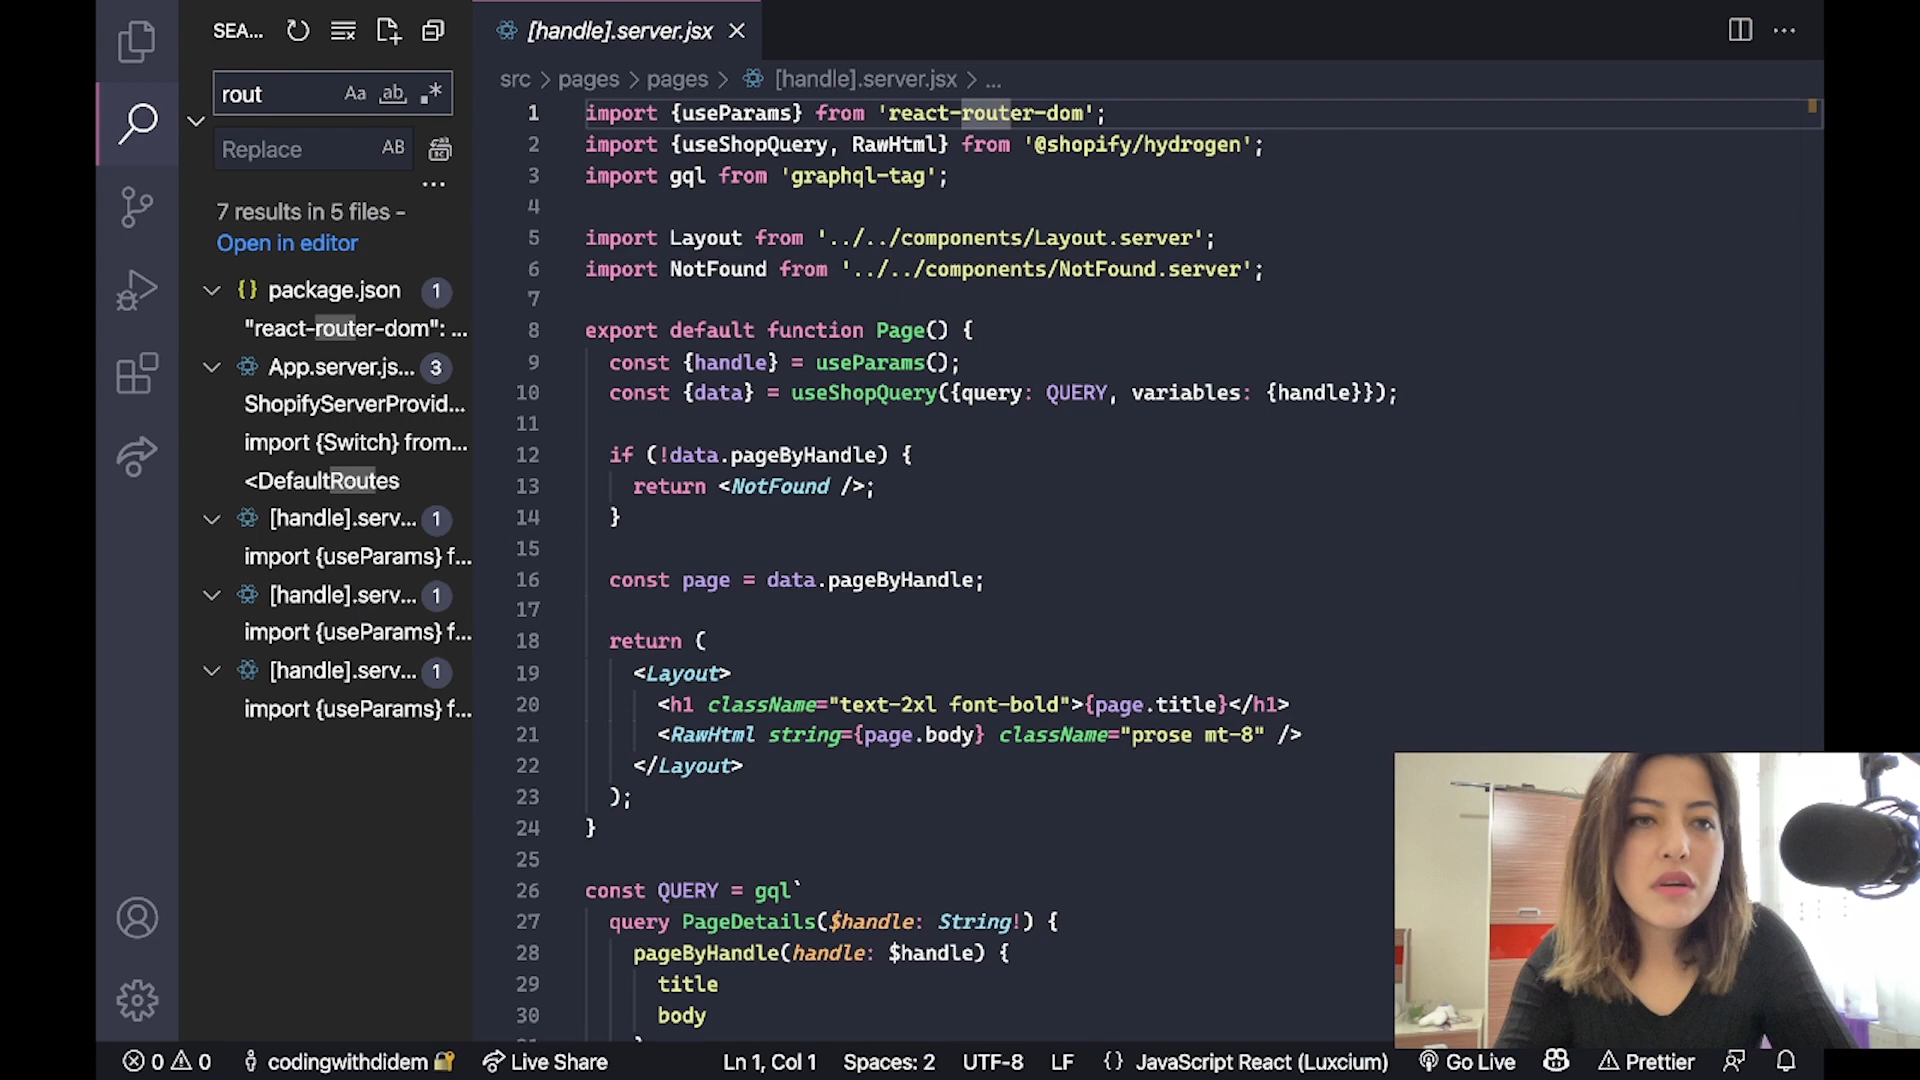 SEA...
rout
Aa ab
Replace
AB
...
7 results in 5 files -
Open in editor
{} package.json 1
"react-router-dom": ...
App.server.js... 3
ShopifyServerProvid...
import {Switch} from...
<DefaultRoutes
[handle].serv... 1
import {useParams} f...
[handle].serv... 1
import {useParams} f...
[handle].serv... 1
import {useParams} f...
[handle].server.jsx
src > pages > pages > [handle].server.jsx > ...
1 import {useParams} from 'react-router-dom';
2 import {useShopQuery, RawHtml} from '@shopify/hydrogen';
3 import gql from 'graphql-tag';
4
5 import Layout from '../../components/Layout.server';
6 import NotFound from '../../components/NotFound.server';
7
8 export default function Page() {
9 const {handle} = useParams();
10 const {data} = useShopQuery({query: QUERY, variables: {handle}});
11
12 if (!data.pageByHandle) {
13 return <NotFound />;
14 }
15
16 const page = data.pageByHandle;
17
18 return (
19 <Layout>
20 <h1 className="text-2xl font-bold">{page.title}</h1>
21 <RawHtml string={page.body} className="prose mt-8" />
22 </Layout>
23 );
24 }
25
26 const QUERY = gql`
27 query PageDetails($handle: String!) {
28 pageByHandle(handle: $handle) {
29 title
30 body
0 0 codingwithdidem Live Share Ln 1, Col 1 Spaces: 2 UTF-8 LF {} JavaScript React (Luxcium) Go Live Prettier